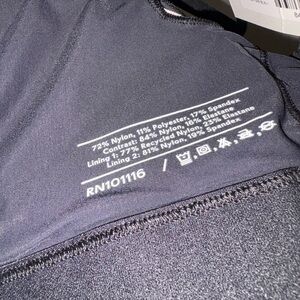 72% Nylon, 11% Polyester, 17% Spandex
Contrast: 84% Nylon, 16% Elastane
Lining 1: 77% Recycled Nylon, 23% Elastane
Lining 2: 81% Nylon, 19% Spandex
RN101116 /